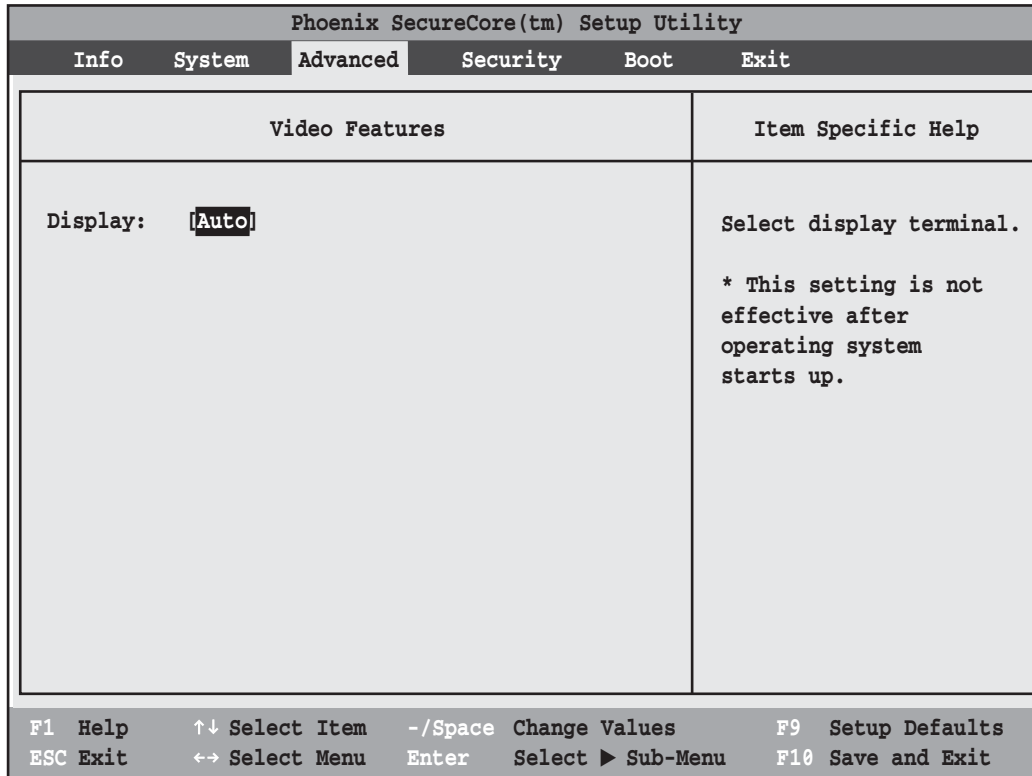 Phoenix SecureCore(tm) Setup Utility
Info System Advanced Security Boot Exit
Video Features
Item Specific Help
Display: [Auto]
Select display terminal.
* This setting is not
effective after
operating system
starts up.
F1 Help ↑↓ Select Item -/Space Change Values F9 Setup Defaults
ESC Exit ←→ Select Menu Enter Select ▶ Sub-Menu F10 Save and Exit